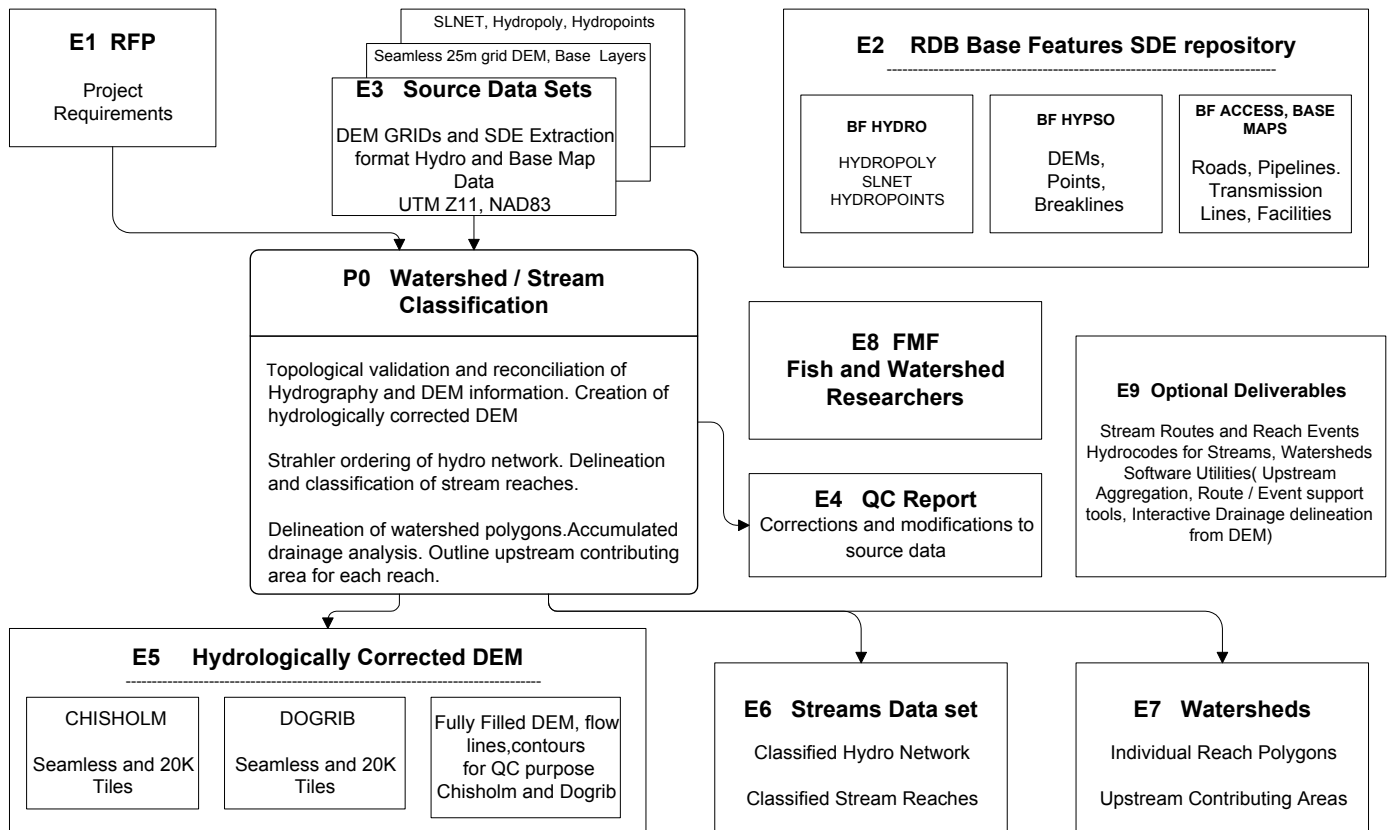 E1 RFP
Project
Requirements
SLNET, Hydropoly, Hydropoints
Seamless 25m grid DEM, Base Layers
E3 Source Data Sets
DEM GRIDs and SDE Extraction
format Hydro and Base Map
Data
UTM Z11, NAD83
E2 RDB Base Features SDE repository
BF HYDRO
HYDROPOLY
SLNET
HYDROPOINTS
BF HYPSO
DEMs,
Points,
Breaklines
BF ACCESS, BASE
MAPS
Roads, Pipelines.
Transmission
Lines, Facilities
P0 Watershed / Stream
Classification
Topological validation and reconciliation of
Hydrography and DEM information. Creation of
hydrologically corrected DEM
Strahler ordering of hydro network. Delineation
and classification of stream reaches.
Delineation of watershed polygons.Accumulated
drainage analysis. Outline upstream contributing
area for each reach.
E8 FMF
Fish and Watershed
Researchers
E4 QC Report
Corrections and modifications to
source data
E9 Optional Deliverables
Stream Routes and Reach Events
Hydrocodes for Streams, Watersheds
Software Utilities( Upstream
Aggregation, Route / Event support
tools, Interactive Drainage delineation
from DEM)
E5 Hydrologically Corrected DEM
CHISHOLM
Seamless and 20K
Tiles
DOGRIB
Seamless and 20K
Tiles
Fully Filled DEM, flow
lines,contours
for QC purpose
Chisholm and Dogrib
E6 Streams Data set
Classified Hydro Network
Classified Stream Reaches
E7 Watersheds
Individual Reach Polygons
Upstream Contributing Areas